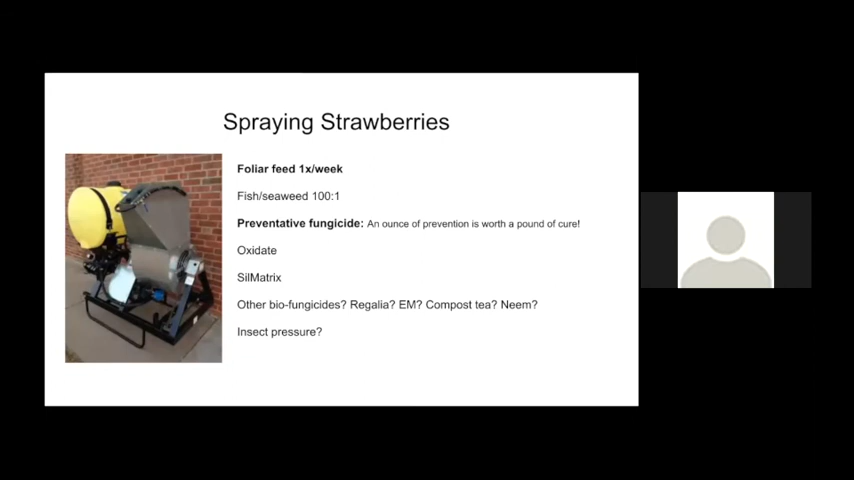 Spraying Strawberries
Foliar feed 1x/week
Fish/seaweed 100:1
Preventative fungicide: An ounce of prevention is worth a pound of cure!
Oxidate
SilMatrix
Other bio-fungicides? Regalia? EM? Compost tea? Neem?
Insect pressure?